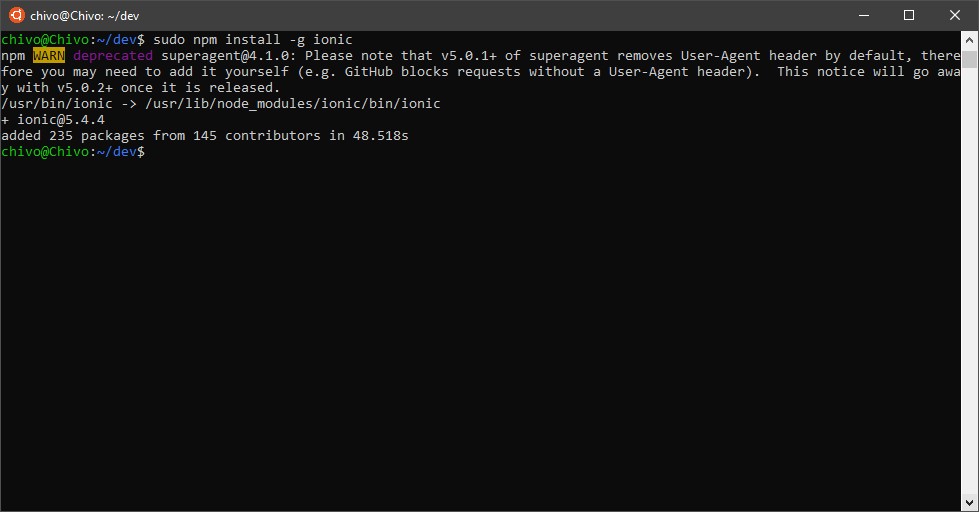 chivo@Chivo: ~/dev
chivo@Chivo:~/dev$ sudo npm install -g ionic
npm WARN deprecated superagent@4.1.0: Please note that v5.0.1+ of superagent removes User-Agent header by default, there
fore you may need to add it yourself (e.g. GitHub blocks requests without a User-Agent header).  This notice will go awa
y with v5.0.2+ once it is released.
/usr/bin/ionic -> /usr/lib/node_modules/ionic/bin/ionic
+ ionic@5.4.4
added 235 packages from 145 contributors in 48.518s
chivo@Chivo:~/dev$